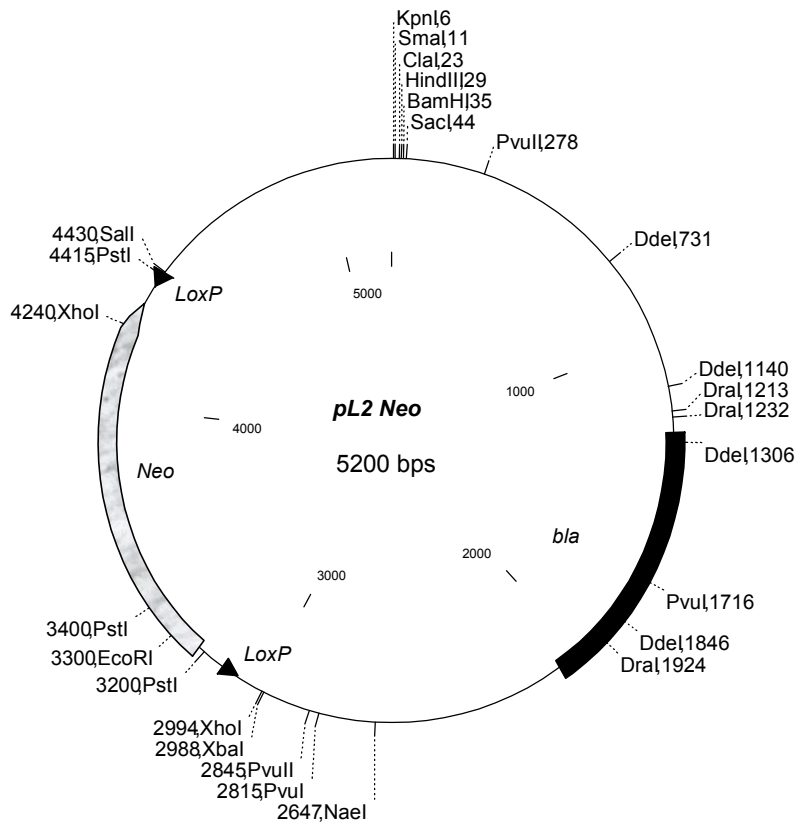 KpnI,6
SmaI,11
ClaI,23
HindIII,29
BamHI,35
SacI,44
PvuII,278
DdeI,731
4430,SalI
4415,PstI
LoxP
5000
4240,XhoI
DdeI,1140
DraI,1213
DraI,1232
1000
pL2 Neo
4000
DdeI,1306
Neo
5200 bps
bla
2000
3000
PvuI,1716
3400,PstI
DdeI,1846
3300,EcoRI
LoxP
DraI,1924
3200,PstI
2994,XhoI
2988,XbaI
2845,PvuII
2815,PvuI
2647,NaeI